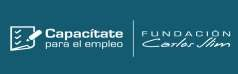 Capacítate
para el empleo
FUNDACIÓN
Carlos Slim